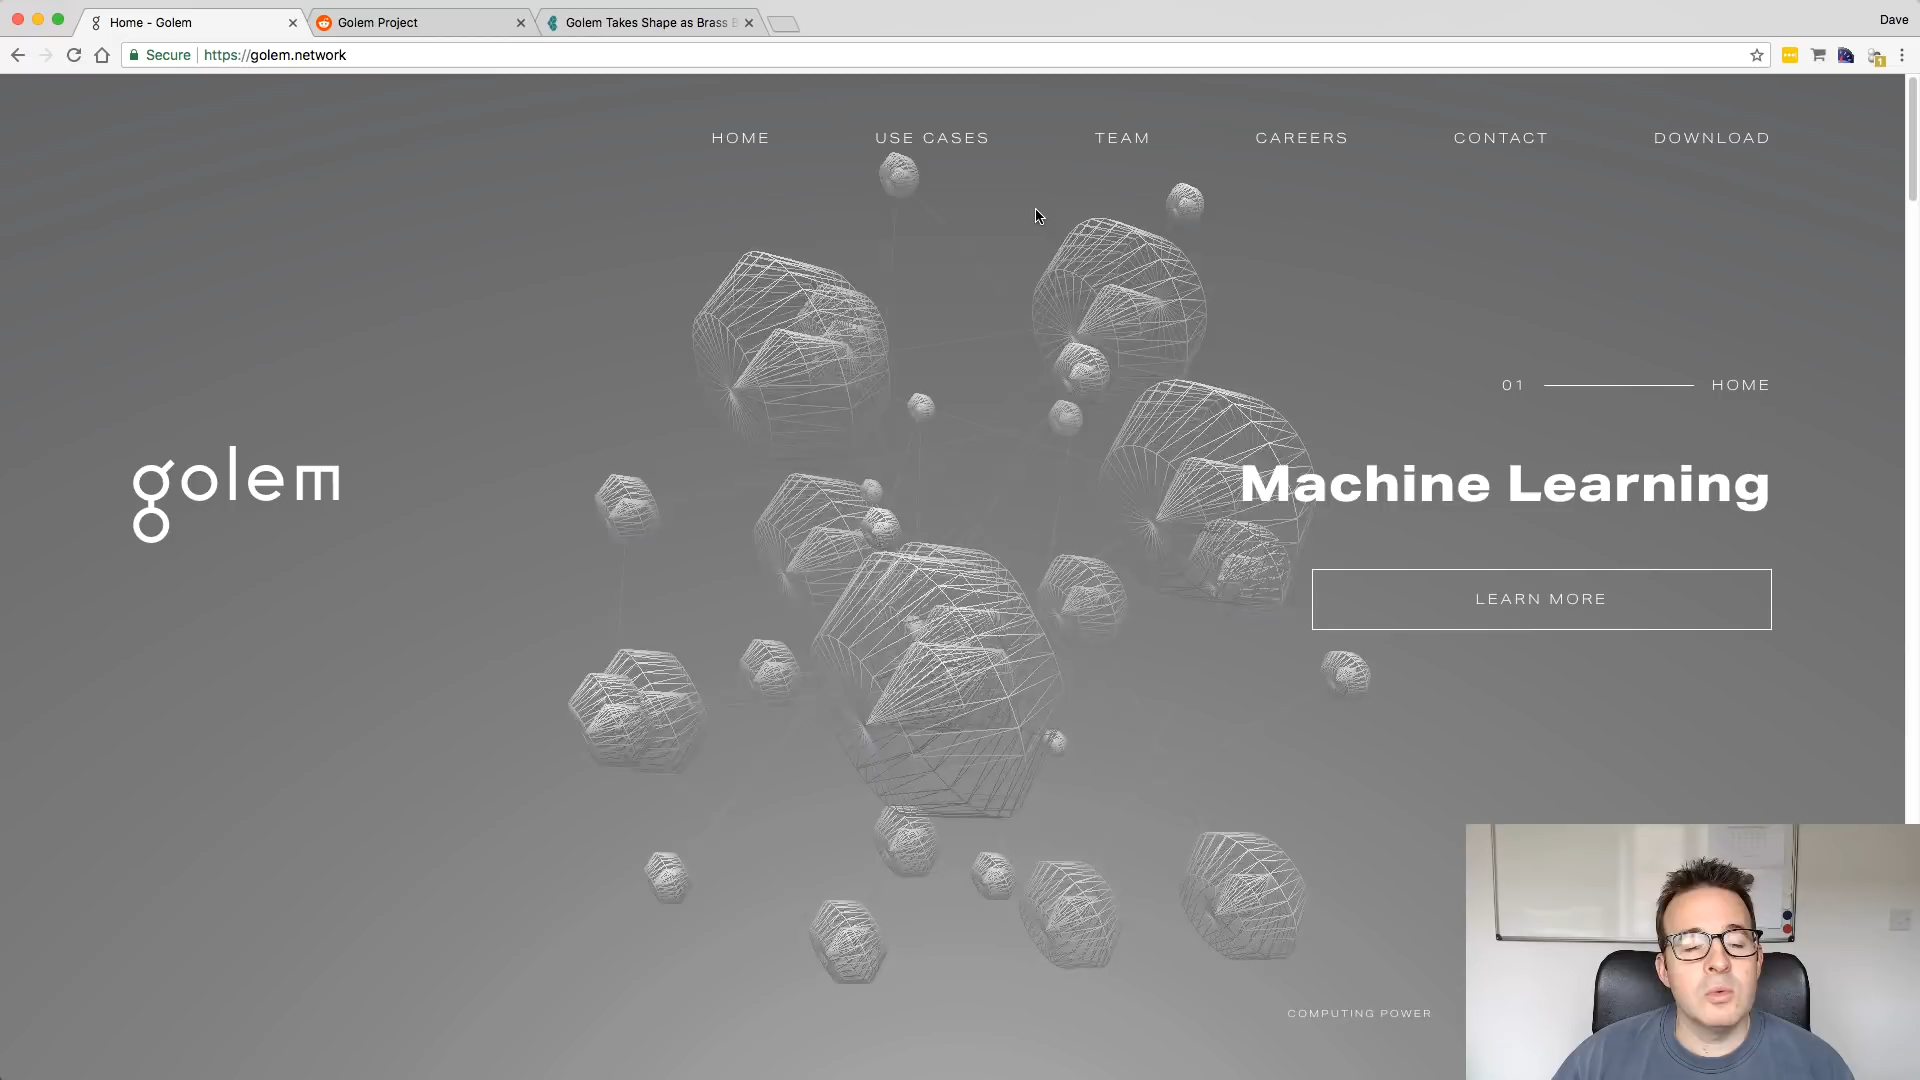 Home - Golem
Golem Project
Golem Takes Shape as Brass B
Dave
Secure
https://golem.network
1
HOME
USE CASES
TEAM
CAREERS
CONTACT
DOWNLOAD
01
HOME
golem
Machine Learning
LEARN MORE
COMPUTING POWER